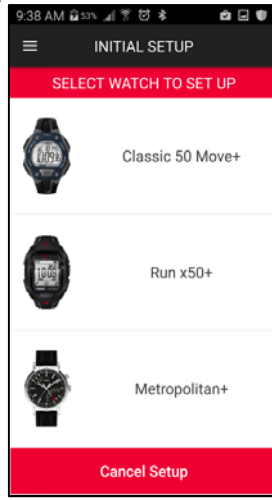 9:38 AM 53%
INITIAL SETUP
SELECT WATCH TO SET UP
Classic 50 Move+
Run x50+
Metropolitan+
Cancel Setup